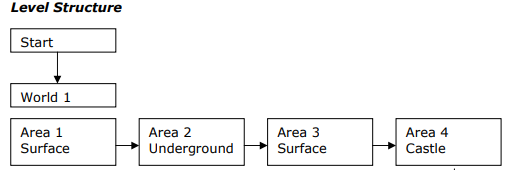 Level Structure
Start
World 1
Area 1
Surface
Area 2
Underground
Area 3
Surface
Area 4
Castle